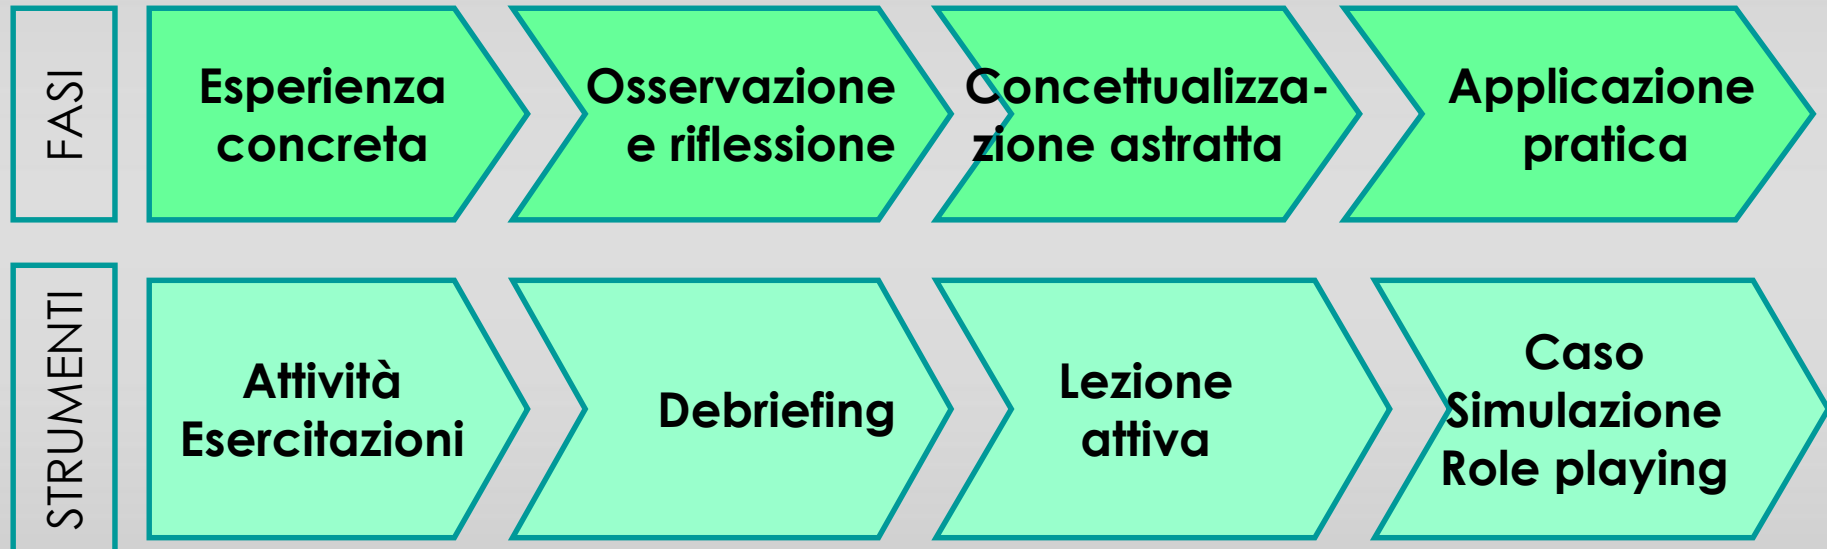 FASI
Esperienza
concreta
Osservazione
e riflessione
Concettualizza-
zione astratta
Applicazione
pratica
STRUMENTI
Attività
Esercitazioni
Debriefing
Lezione
attiva
Caso
Simulazione
Role playing